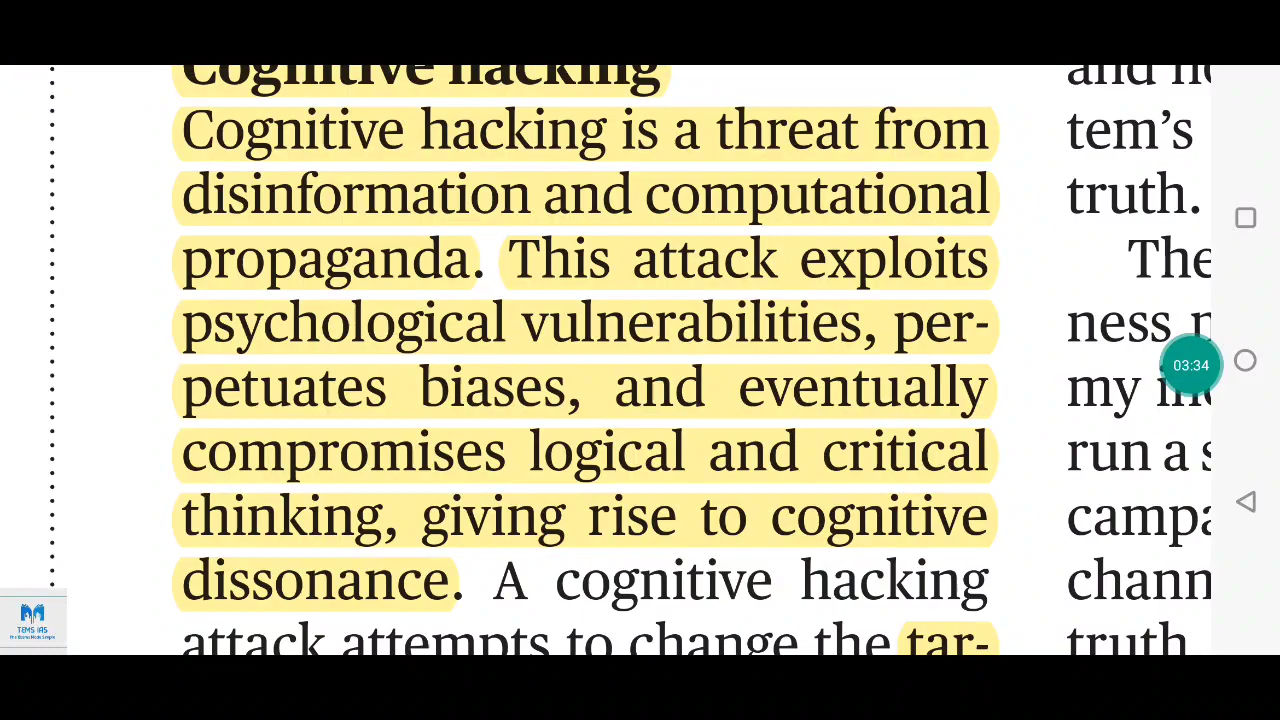 Cognitive hacking
Cognitive hacking is a threat from
disinformation and computational
propaganda. This attack exploits
psychological vulnerabilities, per-
petuates biases, and eventually
compromises logical and critical
thinking, giving rise to cognitive
dissonance. A cognitive hacking
attack attempts to change the tar-
tem's
truth.
The
ness
my
run a
campa
chann
truth
03:34
TEMS IAS